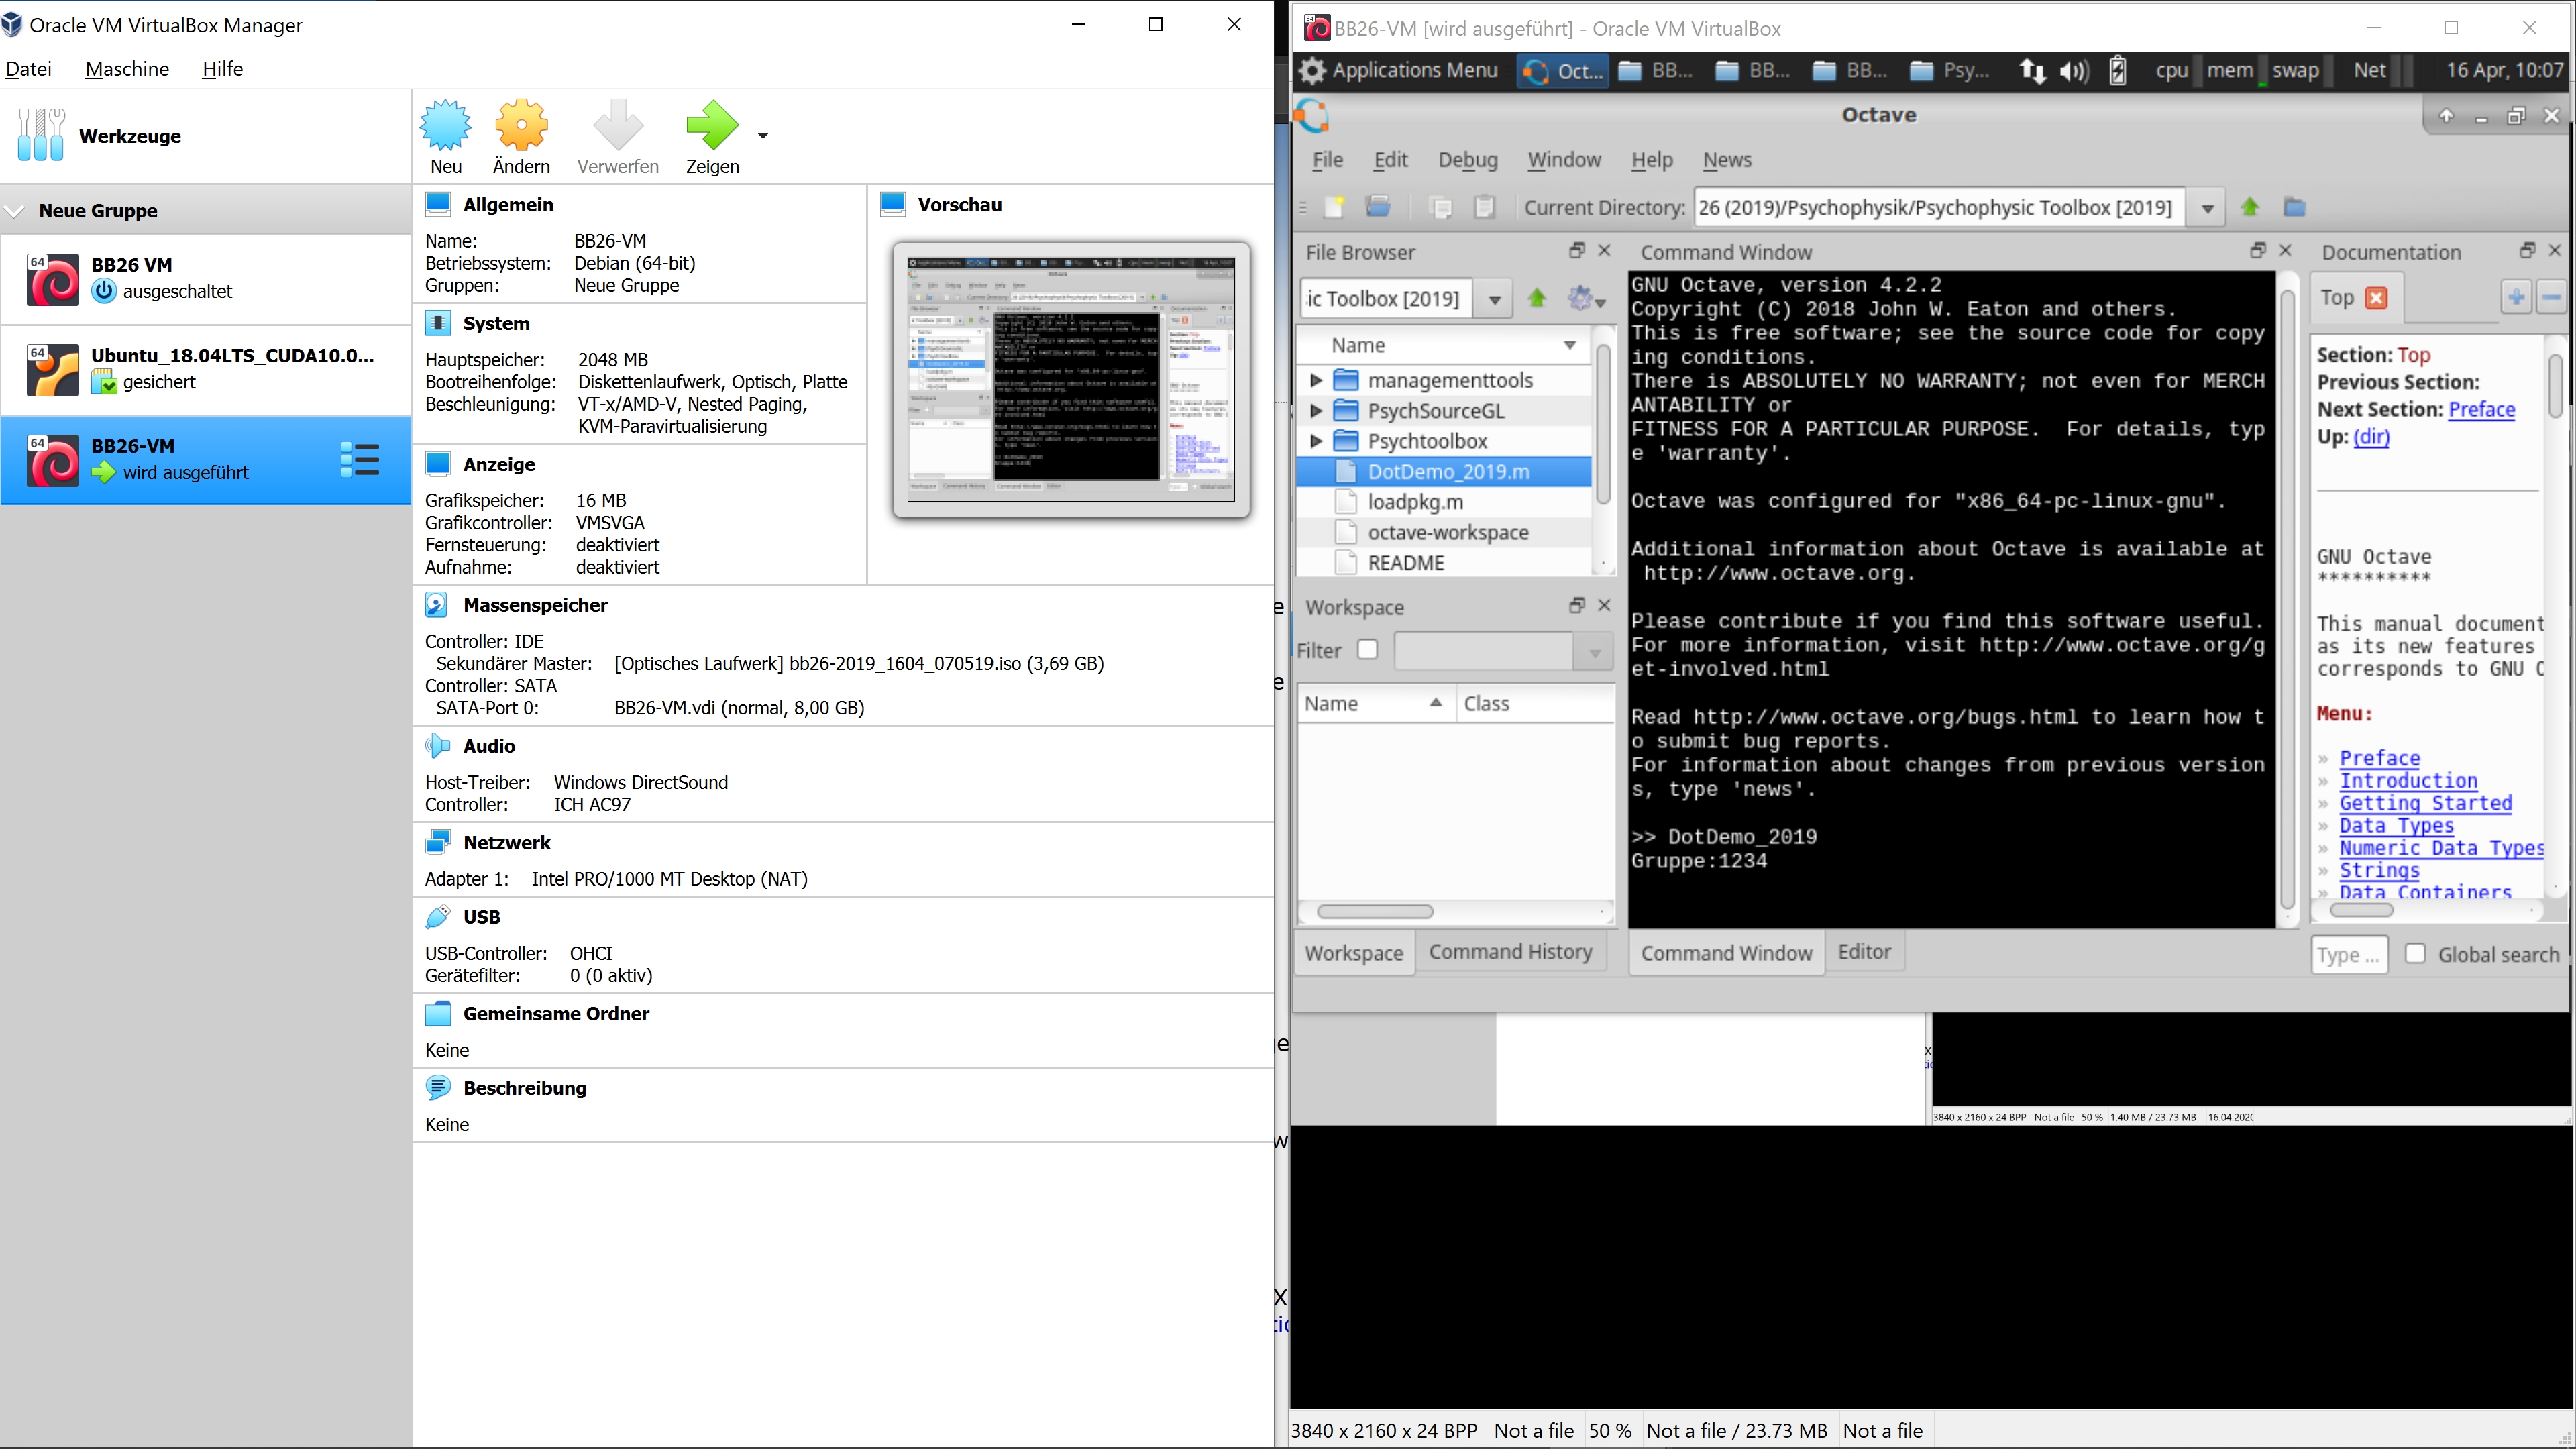 Oracle VM VirtualBox Manager
Datei Maschine Hilfe
Werkzeuge
Neu Ändern Verwerfen Zeigen
Neue Gruppe
64
BB26 VM
ausgeschaltet
64
Ubuntu_18.04LTS_CUDA10.0...
gesichert
64
BB26-VM
wird ausgeführt
Allgemein
Name: BB26-VM
Betriebssystem: Debian (64-bit)
Gruppen: Neue Gruppe
System
Hauptspeicher: 2048 MB
Bootreihenfolge: Diskettenlaufwerk, Optisch, Platte
Beschleunigung: VT-x/AMD-V, Nested Paging,
KVM-Paravirtualisierung
Anzeige
Grafikspeicher: 16 MB
Grafikcontroller: VMSVGA
Fernsteuerung: deaktiviert
Aufnahme: deaktiviert
Vorschau
Massenspeicher
Controller: IDE
Sekundärer Master: [Optisches Laufwerk] bb26-2019_1604_070519.iso (3,69 GB)
Controller: SATA
SATA-Port 0: BB26-VM.vdi (normal, 8,00 GB)
Audio
Host-Treiber: Windows DirectSound
Controller: ICH AC97
Netzwerk
Adapter 1: Intel PRO/1000 MT Desktop (NAT)
USB
USB-Controller: OHCI
Gerätefilter: 0 (0 aktiv)
Gemeinsame Ordner
Keine
Beschreibung
Keine
BB26-VM [wird ausgeführt] - Oracle VM VirtualBox
Applications Menu Oct... BB... BB... BB... Psy... cpu mem swap Net 16 Apr, 10:07
Octave
File Edit Debug Window Help News
Current Directory: 26 (2019)/Psychophysik/Psychophysic Toolbox [2019]
File Browser
ic Toolbox [2019]
Name
managementtools
PsychSourceGL
Psychtoolbox
DotDemo_2019.m
loadpkg.m
octave-workspace
README
Workspace
Filter
Name Class
Workspace Command History
Command Window
GNU Octave, version 4.2.2
Copyright (C) 2018 John W. Eaton and others.
This is free software; see the source code for copy
ing conditions.
There is ABSOLUTELY NO WARRANTY; not even for MERCH
ANTABILITY or
FITNESS FOR A PARTICULAR PURPOSE.  For details, typ
e 'warranty'.
Octave was configured for "x86_64-pc-linux-gnu".
Additional information about Octave is available at
http://www.octave.org.
Please contribute if you find this software useful.
For more information, visit http://www.octave.org/g
et-involved.html
Read http://www.octave.org/bugs.html to learn how t
o submit bug reports.
For information about changes from previous version
s, type 'news'.
>> DotDemo_2019
Gruppe:1234
Command Window Editor
Documentation
Top
Section: Top
Previous Section:
Next Section: Preface
Up: (dir)
GNU Octave
**********
This manual document
as its new features
corresponds to GNU
Menu:
» Preface
» Introduction
» Getting Started
» Data Types
» Numeric Data Types
» Strings
» Data Containers
Type ... Global search
3840 x 2160 x 24 BPP Not a file 50 % 1.40 MB / 23.73 MB 16.04.2020
3840 x 2160 x 24 BPP Not a file 50 % Not a file / 23.73 MB Not a file